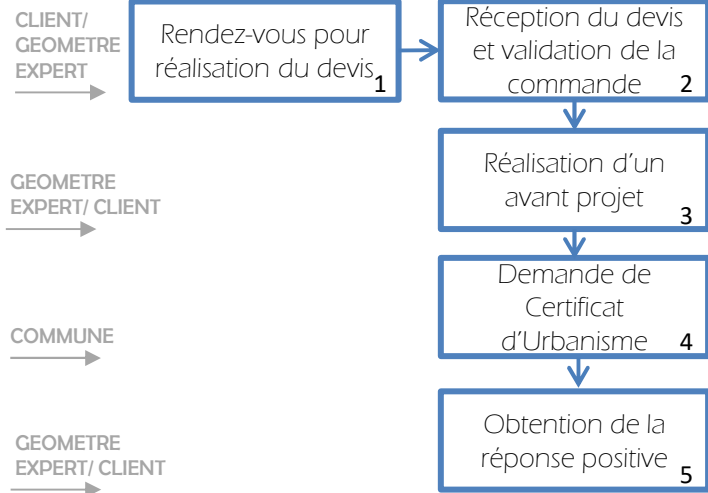 CLIENT/
GEOMETRE
EXPERT
Rendez-vous pour
réalisation du devis
1
Réception du devis
et validation de la
commande
2
GEOMETRE
EXPERT/ CLIENT
Réalisation d'un
avant projet
3
COMMUNE
Demande de
Certificat
d'Urbanisme
4
GEOMETRE
EXPERT/ CLIENT
Obtention de la
réponse positive
5